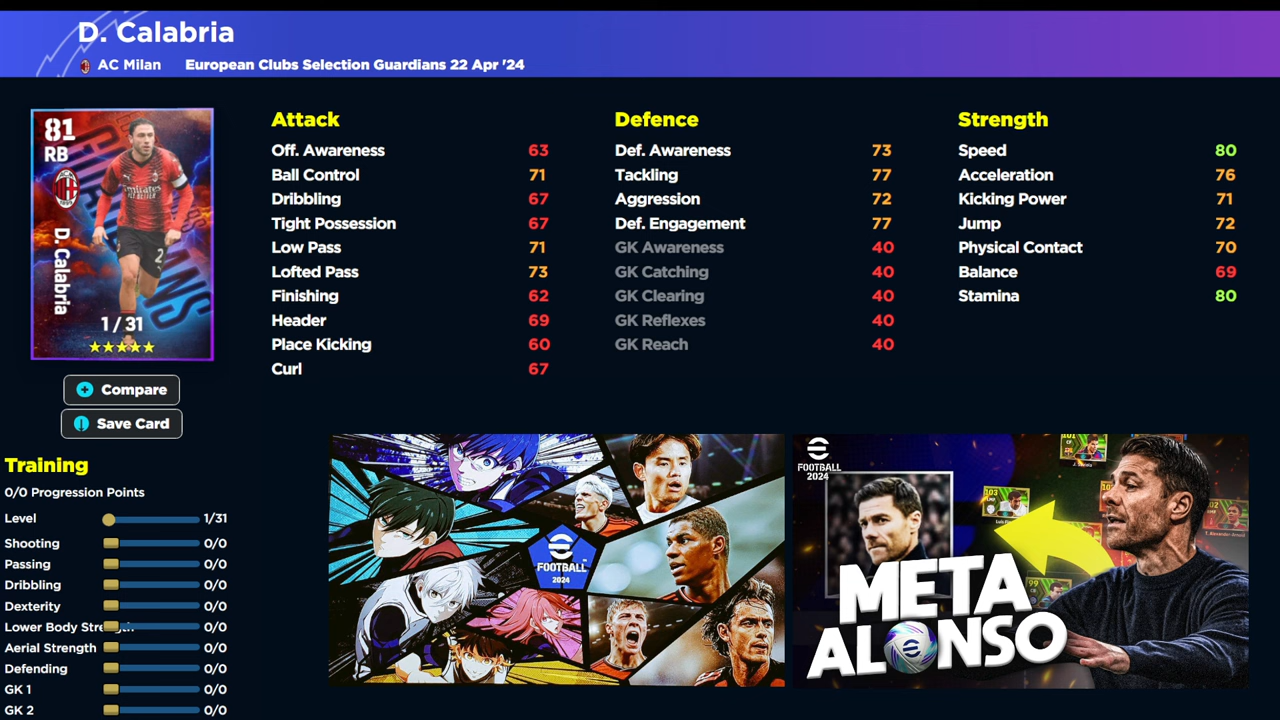 D. Calabria
AC Milan European Clubs Selection Guardians 22 Apr '24
81
RB
D. Calabria
1 / 31
Compare
Save Card
Training
0/0 Progression Points
Level 1/31
Shooting 0/0
Passing 0/0
Dribbling 0/0
Dexterity 0/0
Lower Body Strength 0/0
Aerial Strength 0/0
Defending 0/0
GK 1 0/0
GK 2 0/0
Attack
Off. Awareness 63
Ball Control 71
Dribbling 67
Tight Possession 67
Low Pass 71
Lofted Pass 73
Finishing 62
Header 69
Place Kicking 60
Curl 67
Defence
Def. Awareness 73
Tackling 77
Aggression 72
Def. Engagement 77
GK Awareness 40
GK Catching 40
GK Clearing 40
GK Reflexes 40
GK Reach 40
Strength
Speed 80
Acceleration 76
Kicking Power 71
Jump 72
Physical Contact 70
Balance 69
Stamina 80
FOOTBALL
2024
FOOTBALL
2024
103
99
META
ALONSO